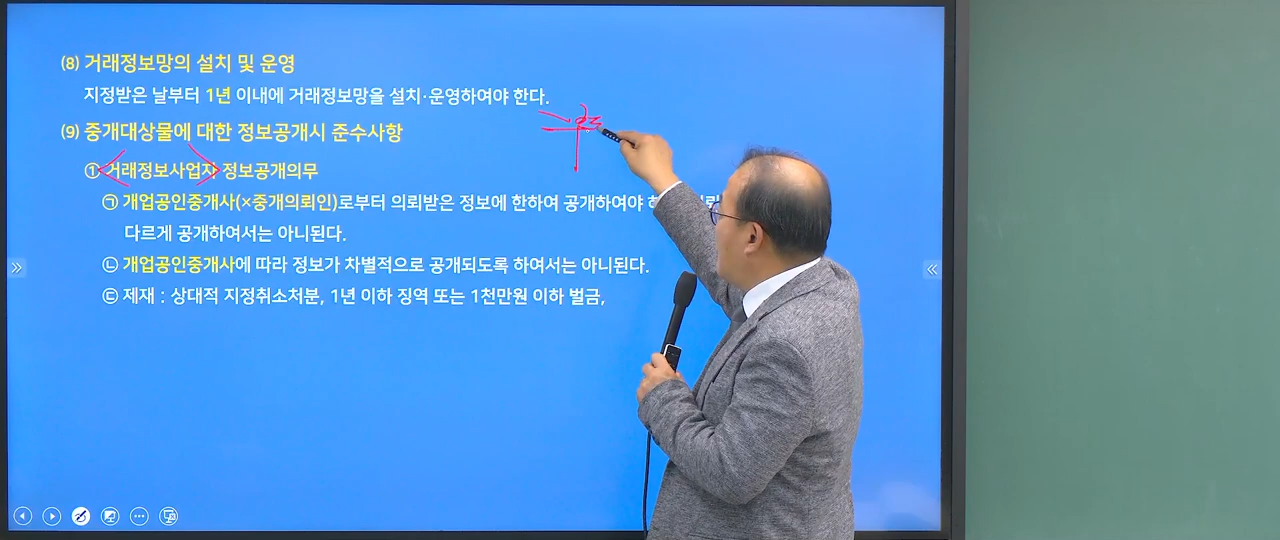 (8) 거래정보망의 설치 및 운영
지정받은 날부터 1년 이내에 거래정보망을 설치·운영하여야 한다.
(9) 중개대상물에 대한 정보공개시 준수사항
① 거래정보사업자 정보공개의무
㉠ 개업공인중개사(×중개의뢰인)로부터 의뢰받은 정보에 한하여 공개하여야
다르게 공개하여서는 아니된다.
㉡ 개업공인중개사에 따라 정보가 차별적으로 공개되도록 하여서는 아니된다.
㉢ 제재 : 상대적 지정취소처분, 1년 이하 징역 또는 1천만원 이하 벌금,